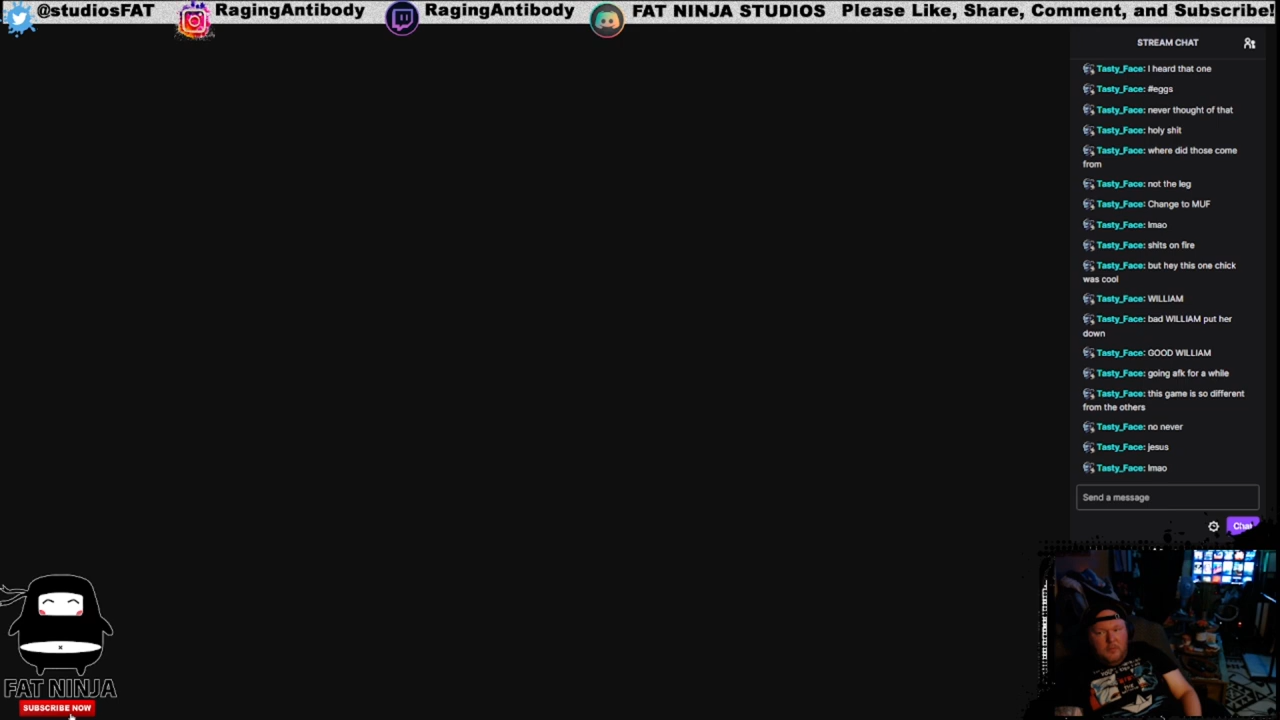 @studiosFAT RagingAntibody RagingAntibody FAT NINJA STUDIOS Please Like, Share, Comment, and Subscribe!
STREAM CHAT
Tasty_Face: I heard that one
Tasty_Face: #eggs
Tasty_Face: never thought of that
Tasty_Face: holy shit
Tasty_Face: where did those come
from
Tasty_Face: not the leg
Tasty_Face: Change to MUF
Tasty_Face: lmao
Tasty_Face: shits on fire
Tasty_Face: but hey this one chick
was cool
Tasty_Face: WILLIAM
Tasty_Face: bad WILLIAM put her
down
Tasty_Face: GOOD WILLIAM
Tasty_Face: going afk for a while
Tasty_Face: this game is so different
from the others
Tasty_Face: no never
Tasty_Face: jesus
Tasty_Face: lmao
Send a message
Chat
FAT NINJA
SUBSCRIBE NOW